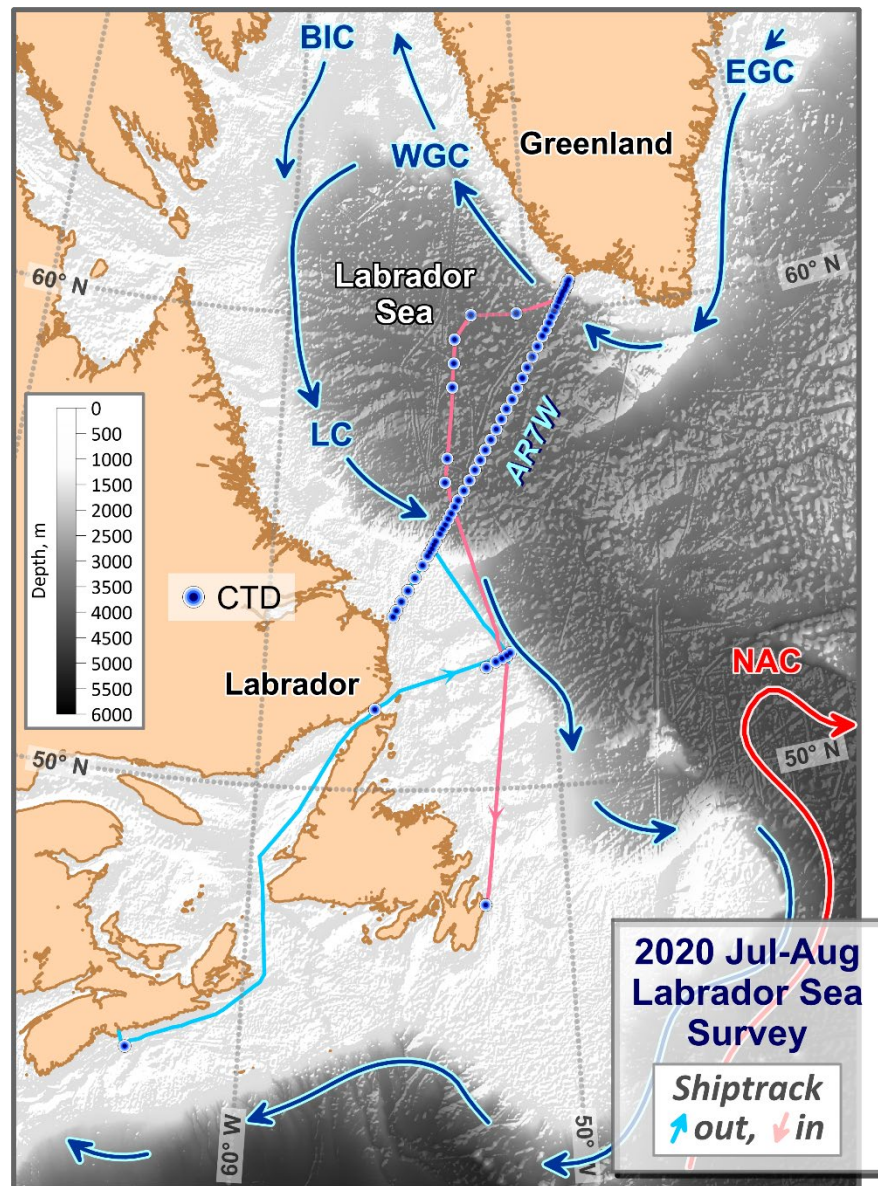 BIC
EGC
WGC
Greenland
60° N
60° N
Labrador
Sea
AR7W
LC
0
500
1000
1500
2000
2500
3000
3500
4000
4500
5000
5500
6000
Depth, m
CTD
Labrador
NAC
50° N
50° N
2020 Jul-Aug
Labrador Sea
Survey
Shiptrack
out, in
60° W
50° W